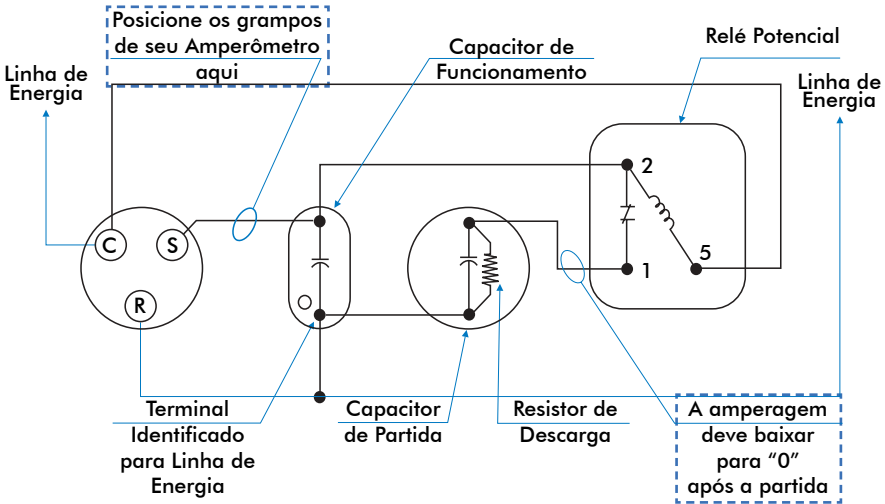 Posicione os grampos
de seu Amperômetro
aqui
Capacitor de
Funcionamento
Relé Potencial
Linha de
Energia
Linha de
Energia
2
C
S
5
1
R
Terminal
Identificado
para Linha de
Energia
Capacitor
de Partida
Resistor de
Descarga
A amperagem
deve baixar
para “0”
após a partida